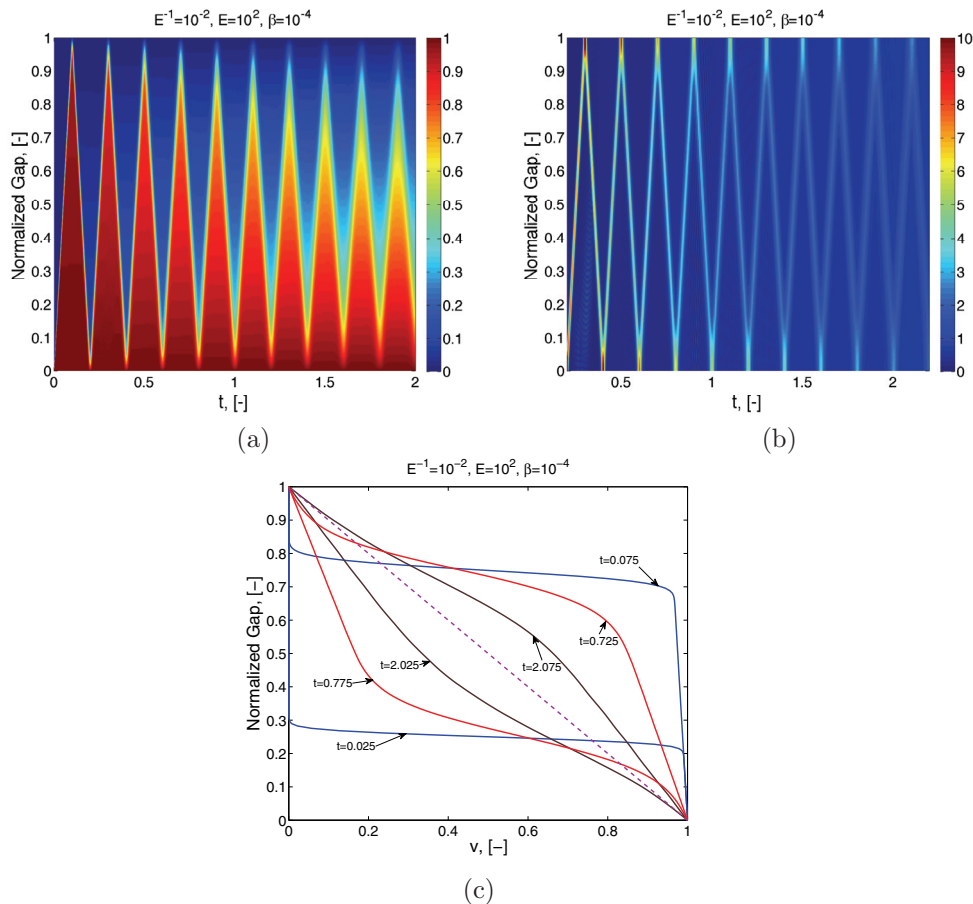 E⁻¹=10⁻², E=10², β=10⁻⁴
Normalized Gap, [-]
1
0.9
0.8
0.7
0.6
0.5
0.4
0.3
0.2
0.1
0
0 0.5 1 1.5 2
t, [-]
1
0.9
0.8
0.7
0.6
0.5
0.4
0.3
0.2
0.1
0
(a)
E⁻¹=10⁻², E=10², β=10⁻⁴
Normalized Gap, [-]
1
0.9
0.8
0.7
0.6
0.5
0.4
0.3
0.2
0.1
0
0.5 1 1.5 2
t, [-]
10
9
8
7
6
5
4
3
2
1
0
(b)
E⁻¹=10⁻², E=10², β=10⁻⁴
Normalized Gap, [-]
1
0.9
0.8
0.7
0.6
0.5
0.4
0.3
0.2
0.1
0
t=0.075
t=0.725
t=2.025
t=2.075
t=0.775
t=0.025
0 0.2 0.4 0.6 0.8 1
v, [-]
(c)